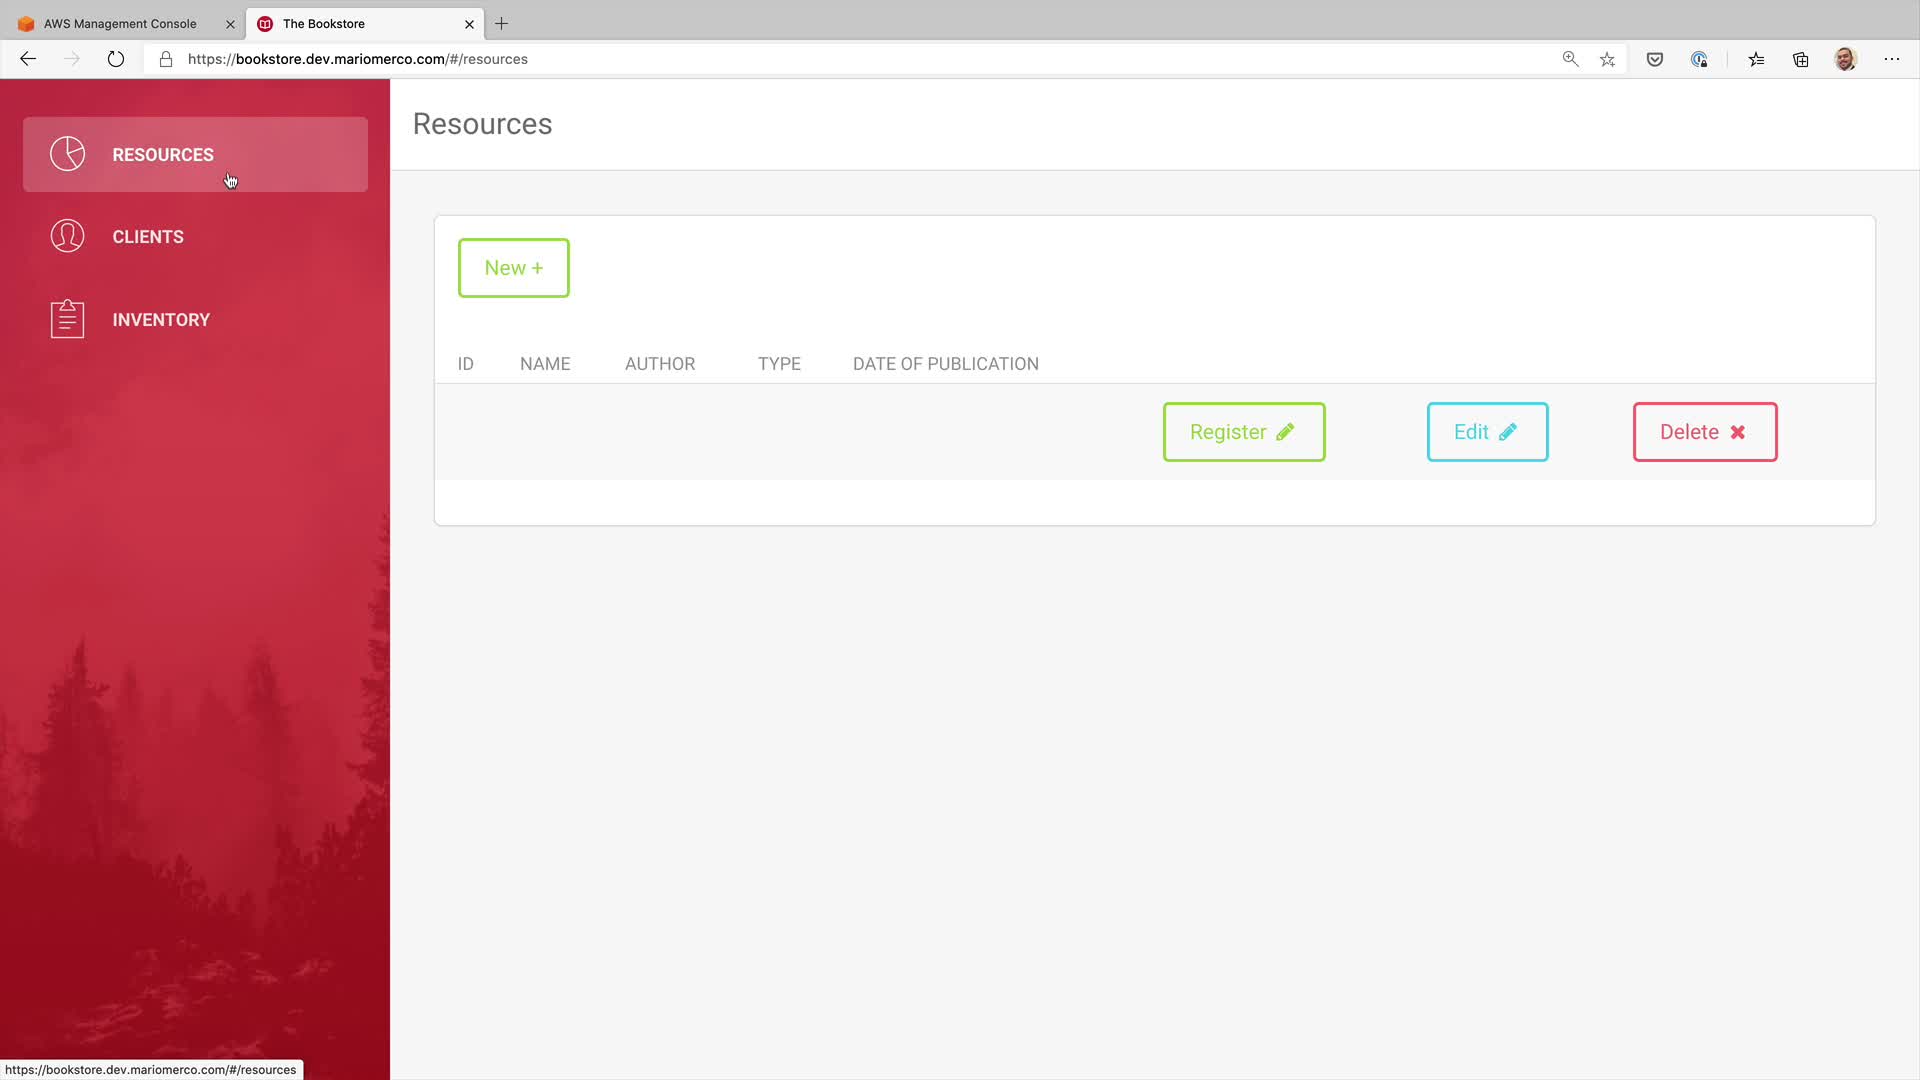 AWS Management Console
The Bookstore
https://bookstore.dev.mariomerco.com/#/resources
RESOURCES
CLIENTS
INVENTORY
Resources
New +
ID NAME AUTHOR TYPE DATE OF PUBLICATION
Register Edit Delete
https://bookstore.dev.mariomerco.com/#/resources